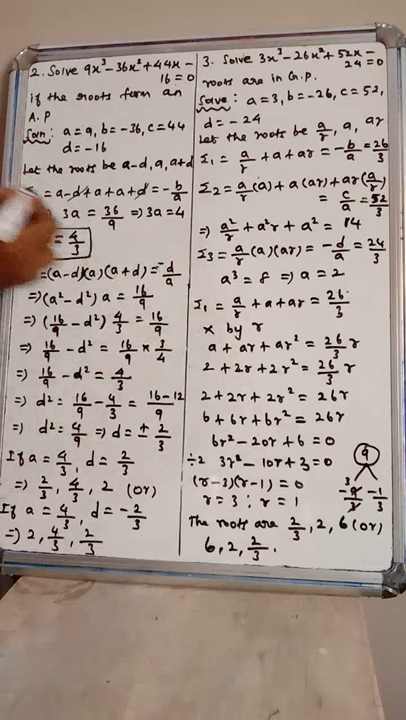 2. Solve 9x³-36x²+44x-
16=0
if the roots form an
A.P
Soln: a=9, b=-36, c=44
d=-16
Let the roots be a-d, a, a+d
= a-d+a+a+d = -b/a
3a = 36/9 ⇒ 3a=4
= 4/3
=(a-d)(a)(a+d)=-d/a
⇒(a²-d²)a = 16/9
⇒(16/9-d²) 4/3 = 16/9
⇒ 16/9-d² = 16/9 × 3/4
⇒ 16/9-d² = 4/3
⇒ d² = 16/9 - 4/3 = 16-12/9
⇒ d² = 4/9 ⇒ d = ± 2/3
If a = 4/3, d = 2/3
⇒ 2/3, 4/3, 2 (or)
If a = 4/3, d = -2/3
⇒ 2, 4/3, 2/3
3. Solve 3x³-26x²+52x-
24=0
roots are in G.P.
Solve: a=3, b=-26, c=52,
d=-24
Let the roots be a/r, a, ar
Σ₁ = a/r + a + ar = -b/a = 26/3
Σ₂ = a/r(a) + a(ar) + ar(a/r)
= c/a = 52/3
⇒ a²/r + a²r + a² =
Σ₃ = a/r(a)(ar) = -d/a = 24/3
a³ = 8 ⇒ a = 2
Σ₁ = a/r + a + ar = 26/3
× by r
a + ar + ar² = 26/3 r
2 + 2r + 2r² = 26/3 r
2 + 2r + 2r² = 26r
6 + 6r + 6r² = 26r
6r² - 20r + 6 = 0
÷2 3r² - 10r + 3 = 0
9
(r-3)(r-1) = 0
-9/3 -1/3
3
r = 3 ; r = 1
The roots are 2/3, 2, 6 (or)
6, 2, 2/3.